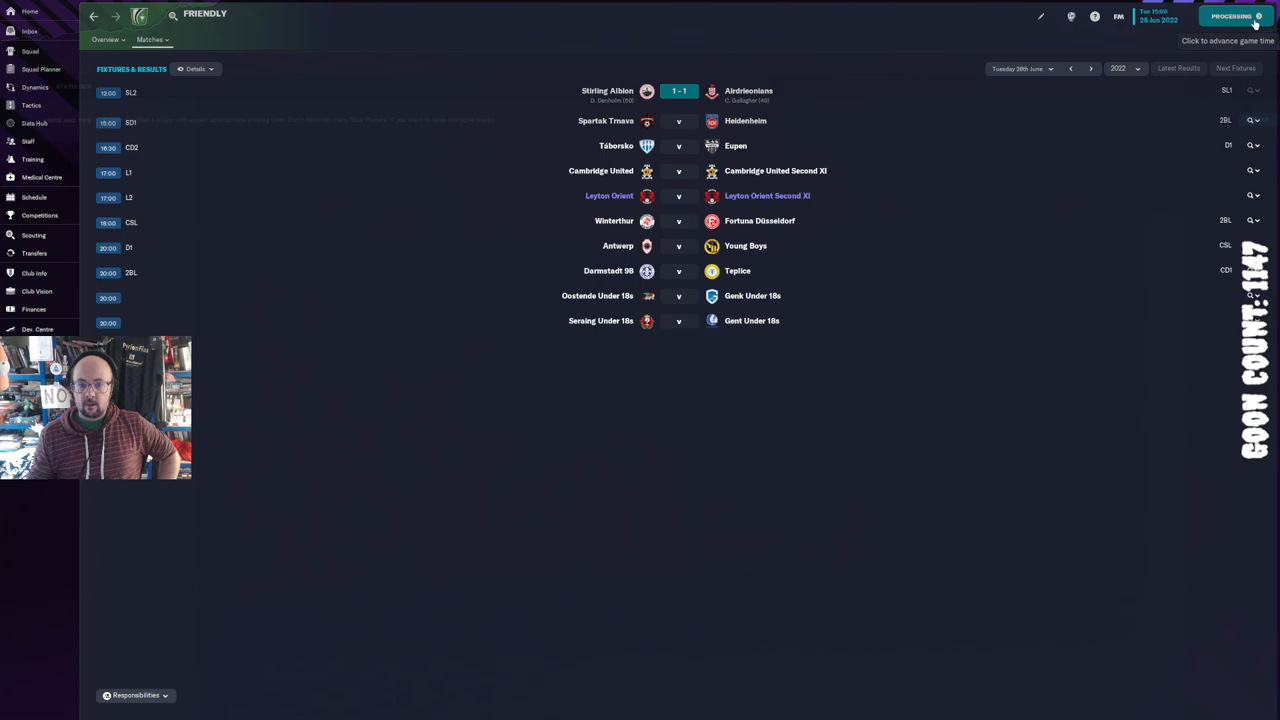 Home
FRIENDLY
FM
Tue 15:00
28 Jun 2022
PROCESSING
Click to advance game time
Inbox
Overview
Matches
Squad
Squad Planner
Dynamics
Tactics
Data Hub
Staff
Training
Medical Centre
Schedule
Competitions
Scouting
Transfers
Club Info
Club Vision
Finances
Dev. Centre
FIXTURES & RESULTS
Details
Tuesday 28th June
2022
Latest Results
Next Fixtures
12:00 SL2 Stirling Albion 1 - 1 Airdrieonians SL1
D. Denholm (50) C. Gallagher (49)
15:00 SD1 Spartak Trnava v Heidenheim 2BL
16:30 CD2 Táborsko v Eupen D1
17:00 L1 Cambridge United v Cambridge United Second XI
17:00 L2 Leyton Orient v Leyton Orient Second XI
18:00 CSL Winterthur v Fortuna Düsseldorf 2BL
20:00 D1 Antwerp v Young Boys CSL
20:00 2BL Darmstadt 98 v Teplice CD1
20:00 Oostende Under 18s v Genk Under 18s
20:00 Seraing Under 18s v Gent Under 18s
GOON COUNT: 1147
NO
Responsibilities